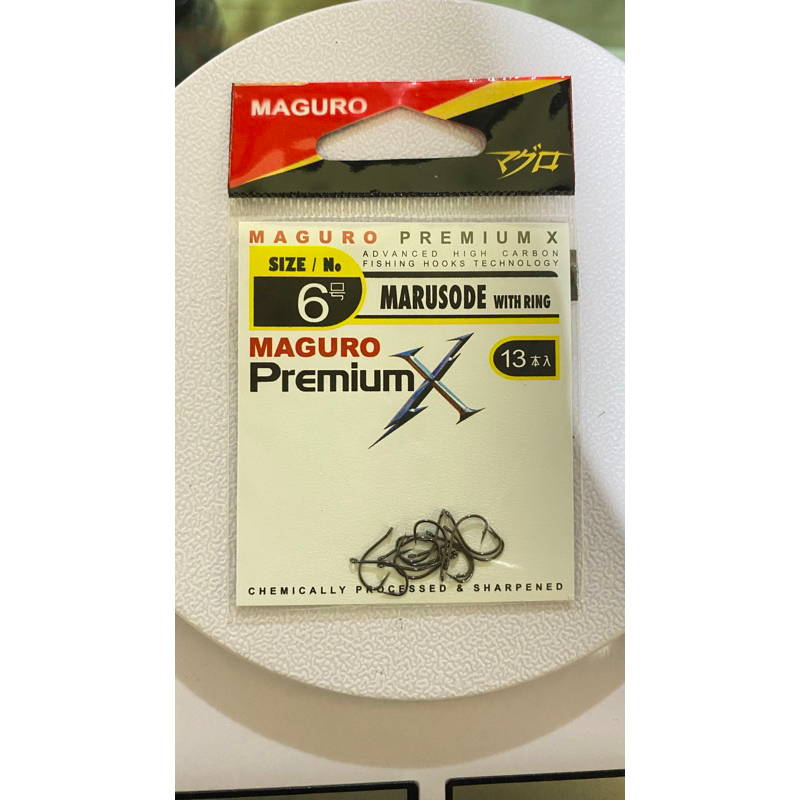 MAGURO
マグロ
MAGURO PREMIUM X
ADVANCED HIGH CARBON
FISHING HOOKS TECHNOLOGY
SIZE / No
6号
MARUSODE WITH RING
MAGURO
Premium X
13本入
CHEMICALLY PROCESSED & SHARPENED